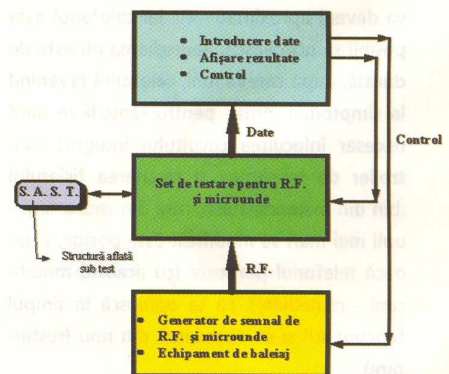 Introducere date
Afişare rezultate
Control
Date
Control
Set de testare pentru R.F.
şi microunde
S. A. S. T.
Structură aflată
sub test
R.F.
Generator de semnal de
R.F. şi microunde
Echipament de baleiaj